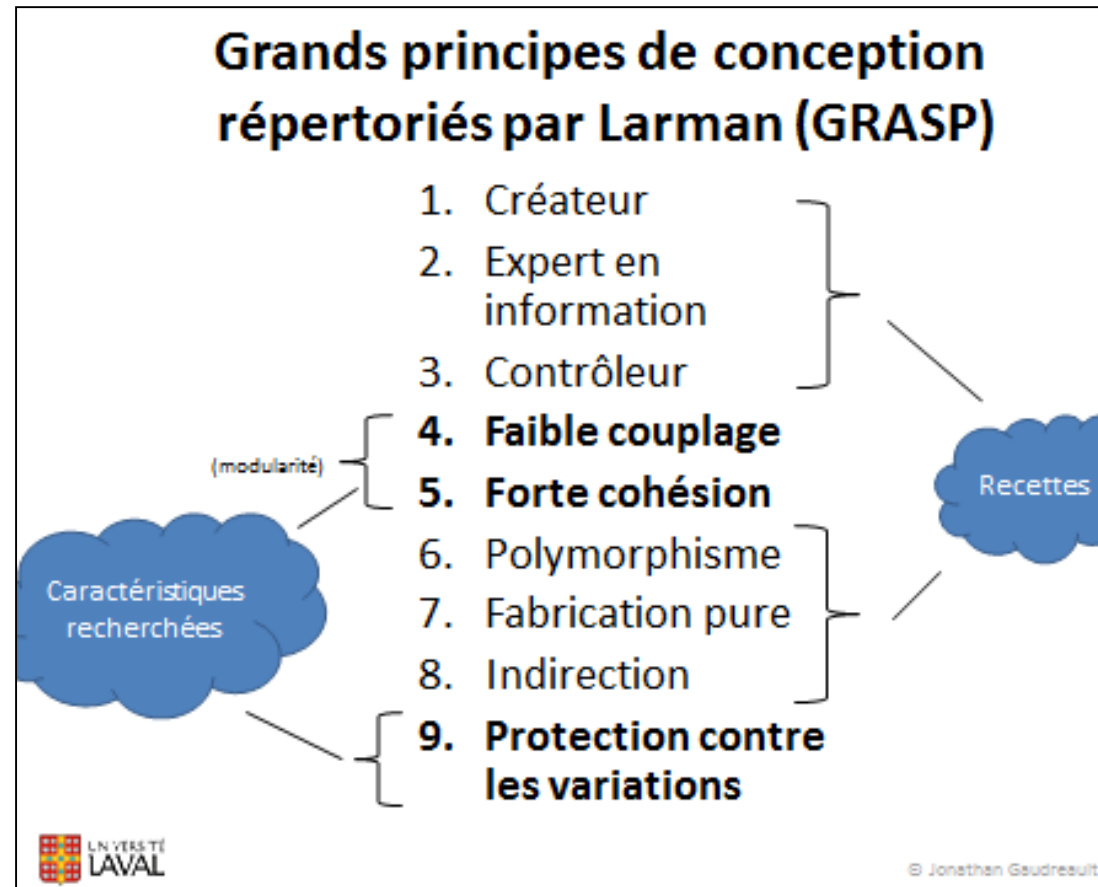 Grands principes de conception
répertoriés par Larman (GRASP)
1. Créateur
2. Expert en
information
3. Contrôleur
4. Faible couplage
(modularité)
5. Forte cohésion
Recettes
6. Polymorphisme
Caractéristiques
recherchées
7. Fabrication pure
8. Indirection
9. Protection contre
les variations
UNIVERSITÉ
LAVAL
© Jonathan Gaudreault